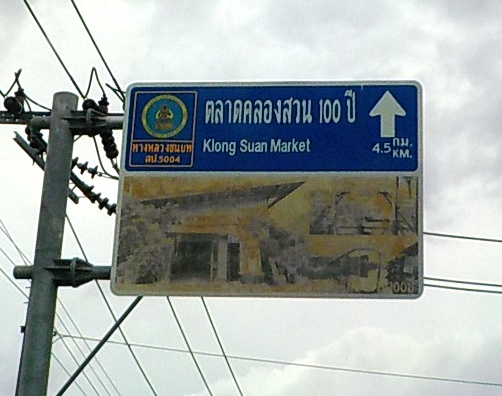 ตลาดคลองสวน 100 ปี
Klong Suan Market
ทางหลวงชนบท
สป.5004
4.5 กม.
KM.